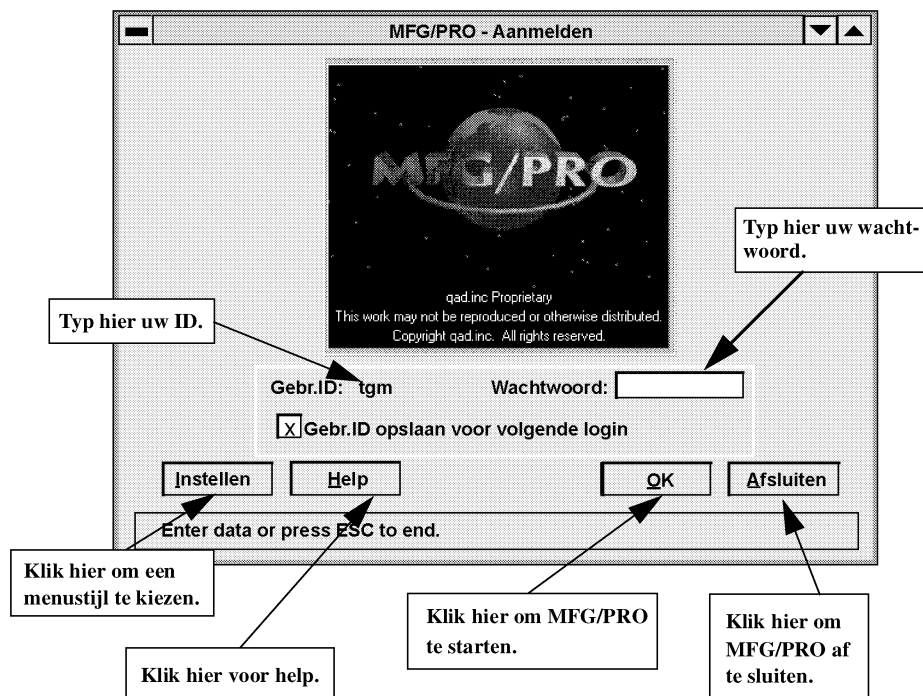 MFG/PRO - Aanmelden
MFG/PRO
Typ hier uw wacht-
woord.
qad.inc Proprietary
This work may not be reproduced or otherwise distributed.
Copyright qad.inc. All rights reserved.
Typ hier uw ID.
Gebr.ID: tgm Wachtwoord:
X Gebr.ID opslaan voor volgende login
Instellen Help OK Afsluiten
Enter data or press ESC to end.
Klik hier om een
menustijl te kiezen.
Klik hier om MFG/PRO
te starten.
Klik hier om
MFG/PRO af
te sluiten.
Klik hier voor help.